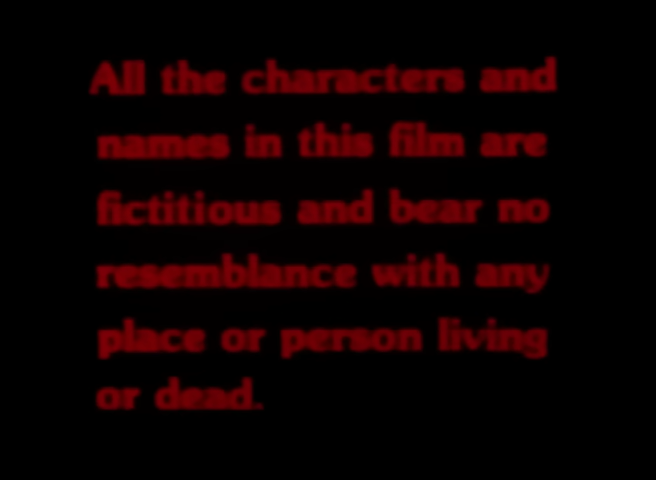 All the characters and
names in this film are
fictitious and bear no
resemblance with any
place or person living
or dead.